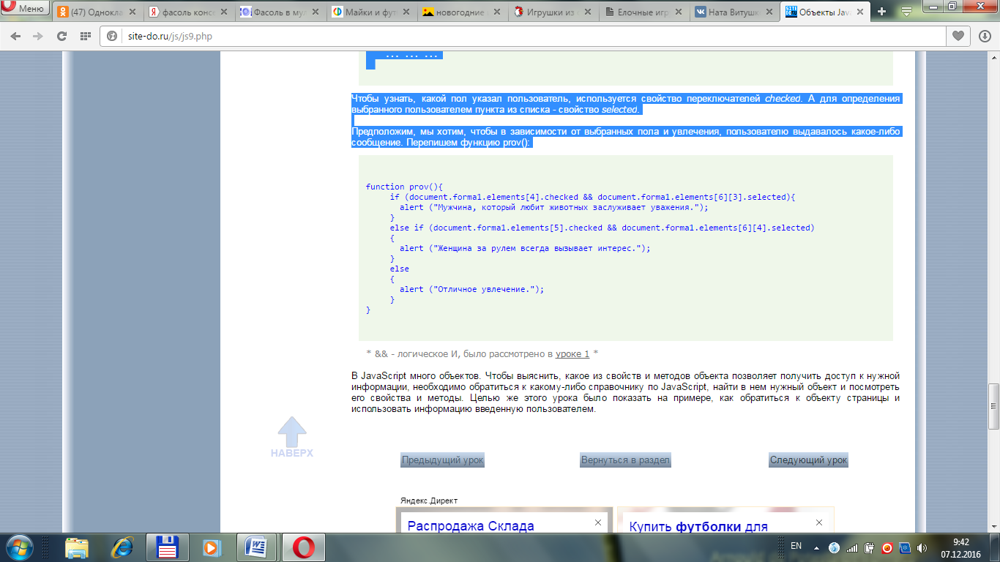 Меню
(47) Однокла
фасоль конс
Фасоль в му
Майки и фут
новогодние
Игрушки из
Елочные игр
Ната Витушк
Объекты Jav
site-do.ru/js/js9.php
... ... ...
Чтобы узнать, какой пол указал пользователь, используется свойство переключателей checked. А для определения
выбранного пользователем пункта из списка - свойство selected.
Предположим, мы хотим, чтобы в зависимости от выбранных пола и увлечения, пользователю выдавалось какое-либо
сообщение. Перепишем функцию prov():
function prov(){
if (document.forma1.elements[4].checked && document.forma1.elements[6][3].selected){
alert ("Мужчина, который любит животных заслуживает уважения.");
}
else if (document.forma1.elements[5].checked && document.forma1.elements[6][4].selected)
{
alert ("Женщина за рулем всегда вызывает интерес.");
}
else
{
alert ("Отличное увлечение.");
}
}
* && - логическое И, было рассмотрено в уроке 1 *
В JavaScript много объектов. Чтобы выяснить, какое из свойств и методов объекта позволяет получить доступ к нужной
информации, необходимо обратиться к какому-либо справочнику по JavaScript, найти в нем нужный объект и посмотреть
его свойства и методы. Целью же этого урока было показать на примере, как обратиться к объекту страницы и
использовать информацию введенную пользователем.
НАВЕРХ
Предыдущий урок
Вернуться в раздел
Следующий урок
Яндекс.Директ
Распродажа Склада
Купить футболки для
EN
9:42
07.12.2016